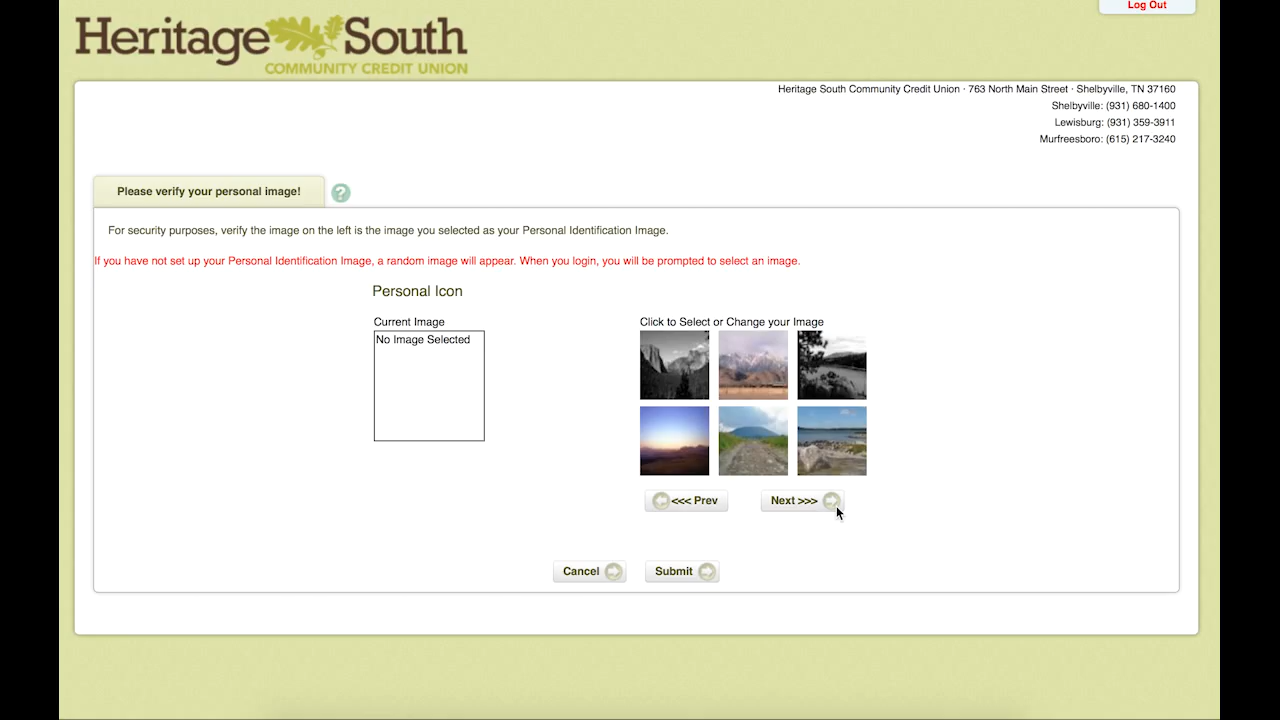 Log Out
Heritage South
COMMUNITY CREDIT UNION
Heritage South Community Credit Union · 763 North Main Street · Shelbyville, TN 37160
Shelbyville: (931) 680-1400
Lewisburg: (931) 359-3911
Murfreesboro: (615) 217-3240
Please verify your personal image!
?
For security purposes, verify the image on the left is the image you selected as your Personal Identification Image.
If you have not set up your Personal Identification Image, a random image will appear. When you login, you will be prompted to select an image.
Personal Icon
Current Image
Click to Select or Change your Image
No Image Selected
<<< Prev
Next >>>
Cancel
Submit